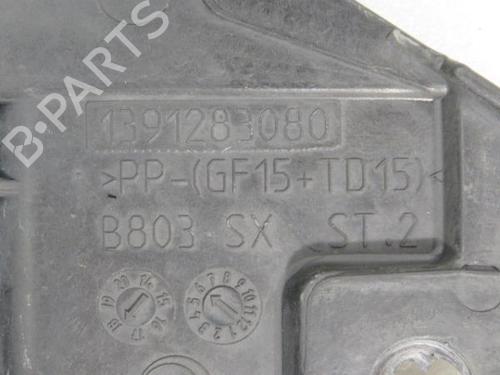 B-PARTS
1391283080
>PP-(GF15+TD15)<
B803 SX ST.2